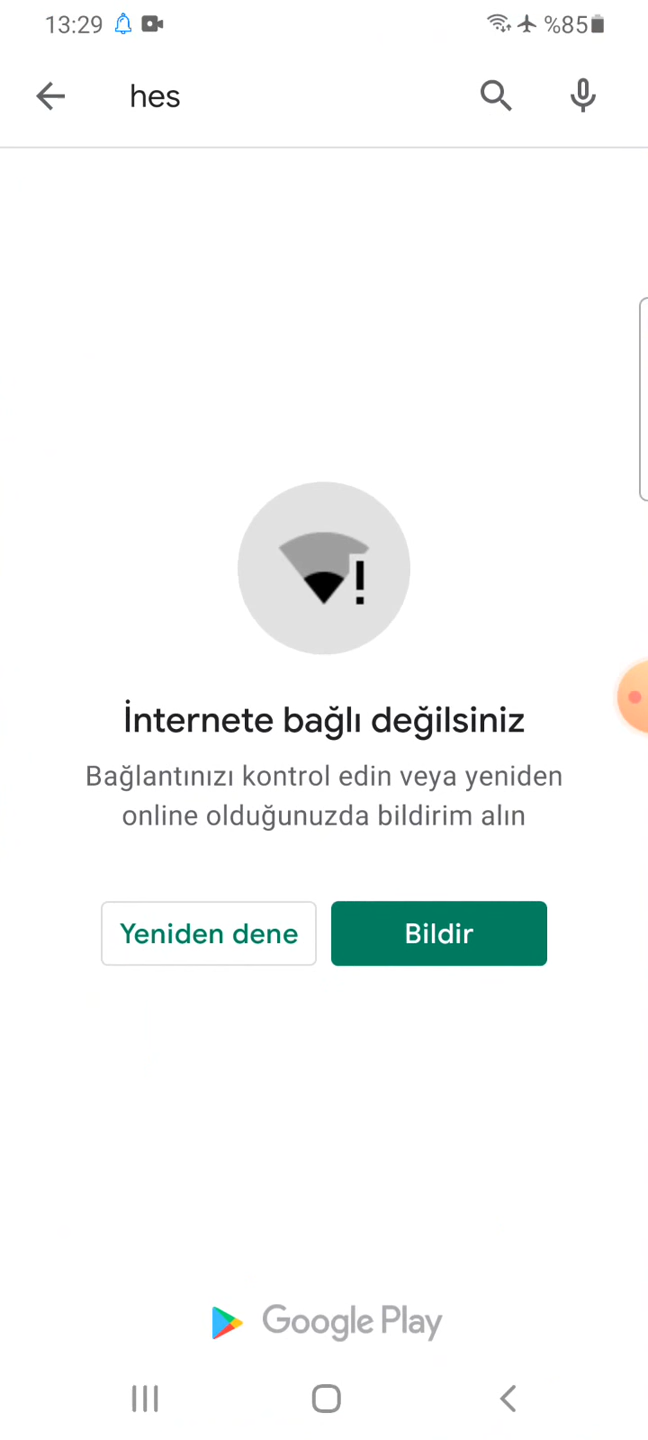 13:29 %85
hes
İnternete bağlı değilsiniz
Bağlantınızı kontrol edin veya yeniden
online olduğunuzda bildirim alın
Yeniden dene Bildir
Google Play